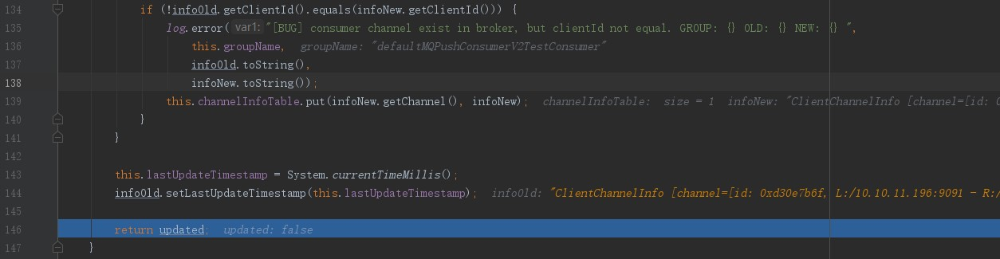 134 if (!infoOld.getClientId().equals(infoNew.getClientId())) {
135 log.error( var1: "[BUG] consumer channel exist in broker, but clientId not equal. GROUP: {} OLD: {} NEW: {} ",
136 this.groupName, groupName: "defaultMQPushConsumerV2TestConsumer"
137 infoOld.toString(),
138 infoNew.toString());
139 this.channelInfoTable.put(infoNew.getChannel(), infoNew); channelInfoTable: size = 1 infoNew: "ClientChannelInfo [channel=[id: 0
140 }
141 }
142
143 this.lastUpdateTimestamp = System.currentTimeMillis();
144 infoOld.setLastUpdateTimestamp(this.lastUpdateTimestamp); infoOld: "ClientChannelInfo [channel=[id: 0xd30e7b6f, L:/10.10.11.196:9091 - R:/
145
146 return updated; updated: false
147 }